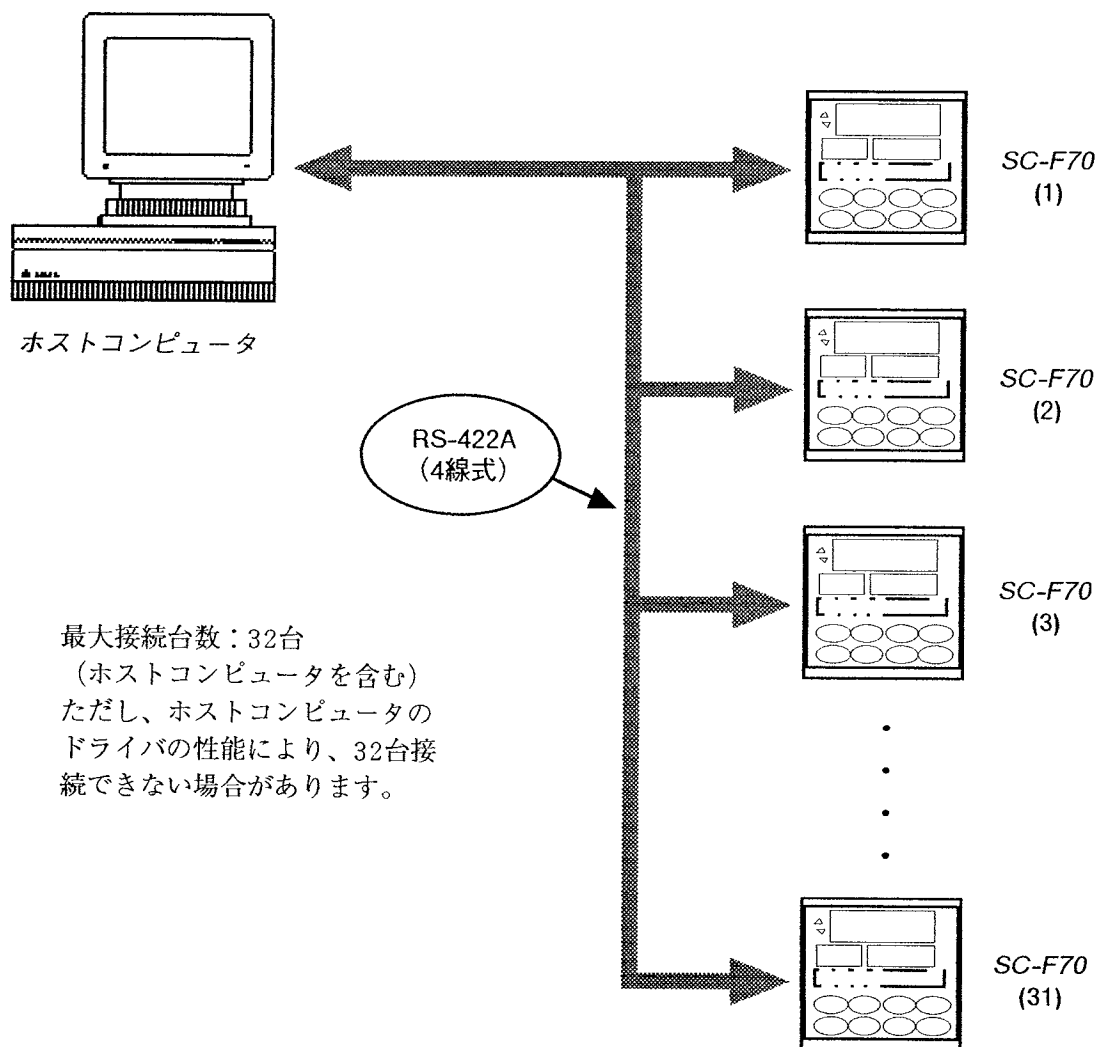 SC-F70
(1)
ホストコンピュータ
SC-F70
(2)
RS-422A
(4線式)
SC-F70
(3)
最大接続台数：32台
（ホストコンピュータを含む）
ただし、ホストコンピュータの
ドライバの性能により、32台接
続できない場合があります。
SC-F70
(31)